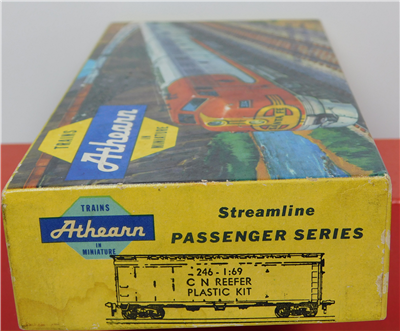 TRAINS
Athearn
IN
MINIATURE
TRAINS
Athearn
IN
MINIATURE
Streamline
PASSENGER SERIES
246 - 1:69
C N REEFER
PLASTIC KIT